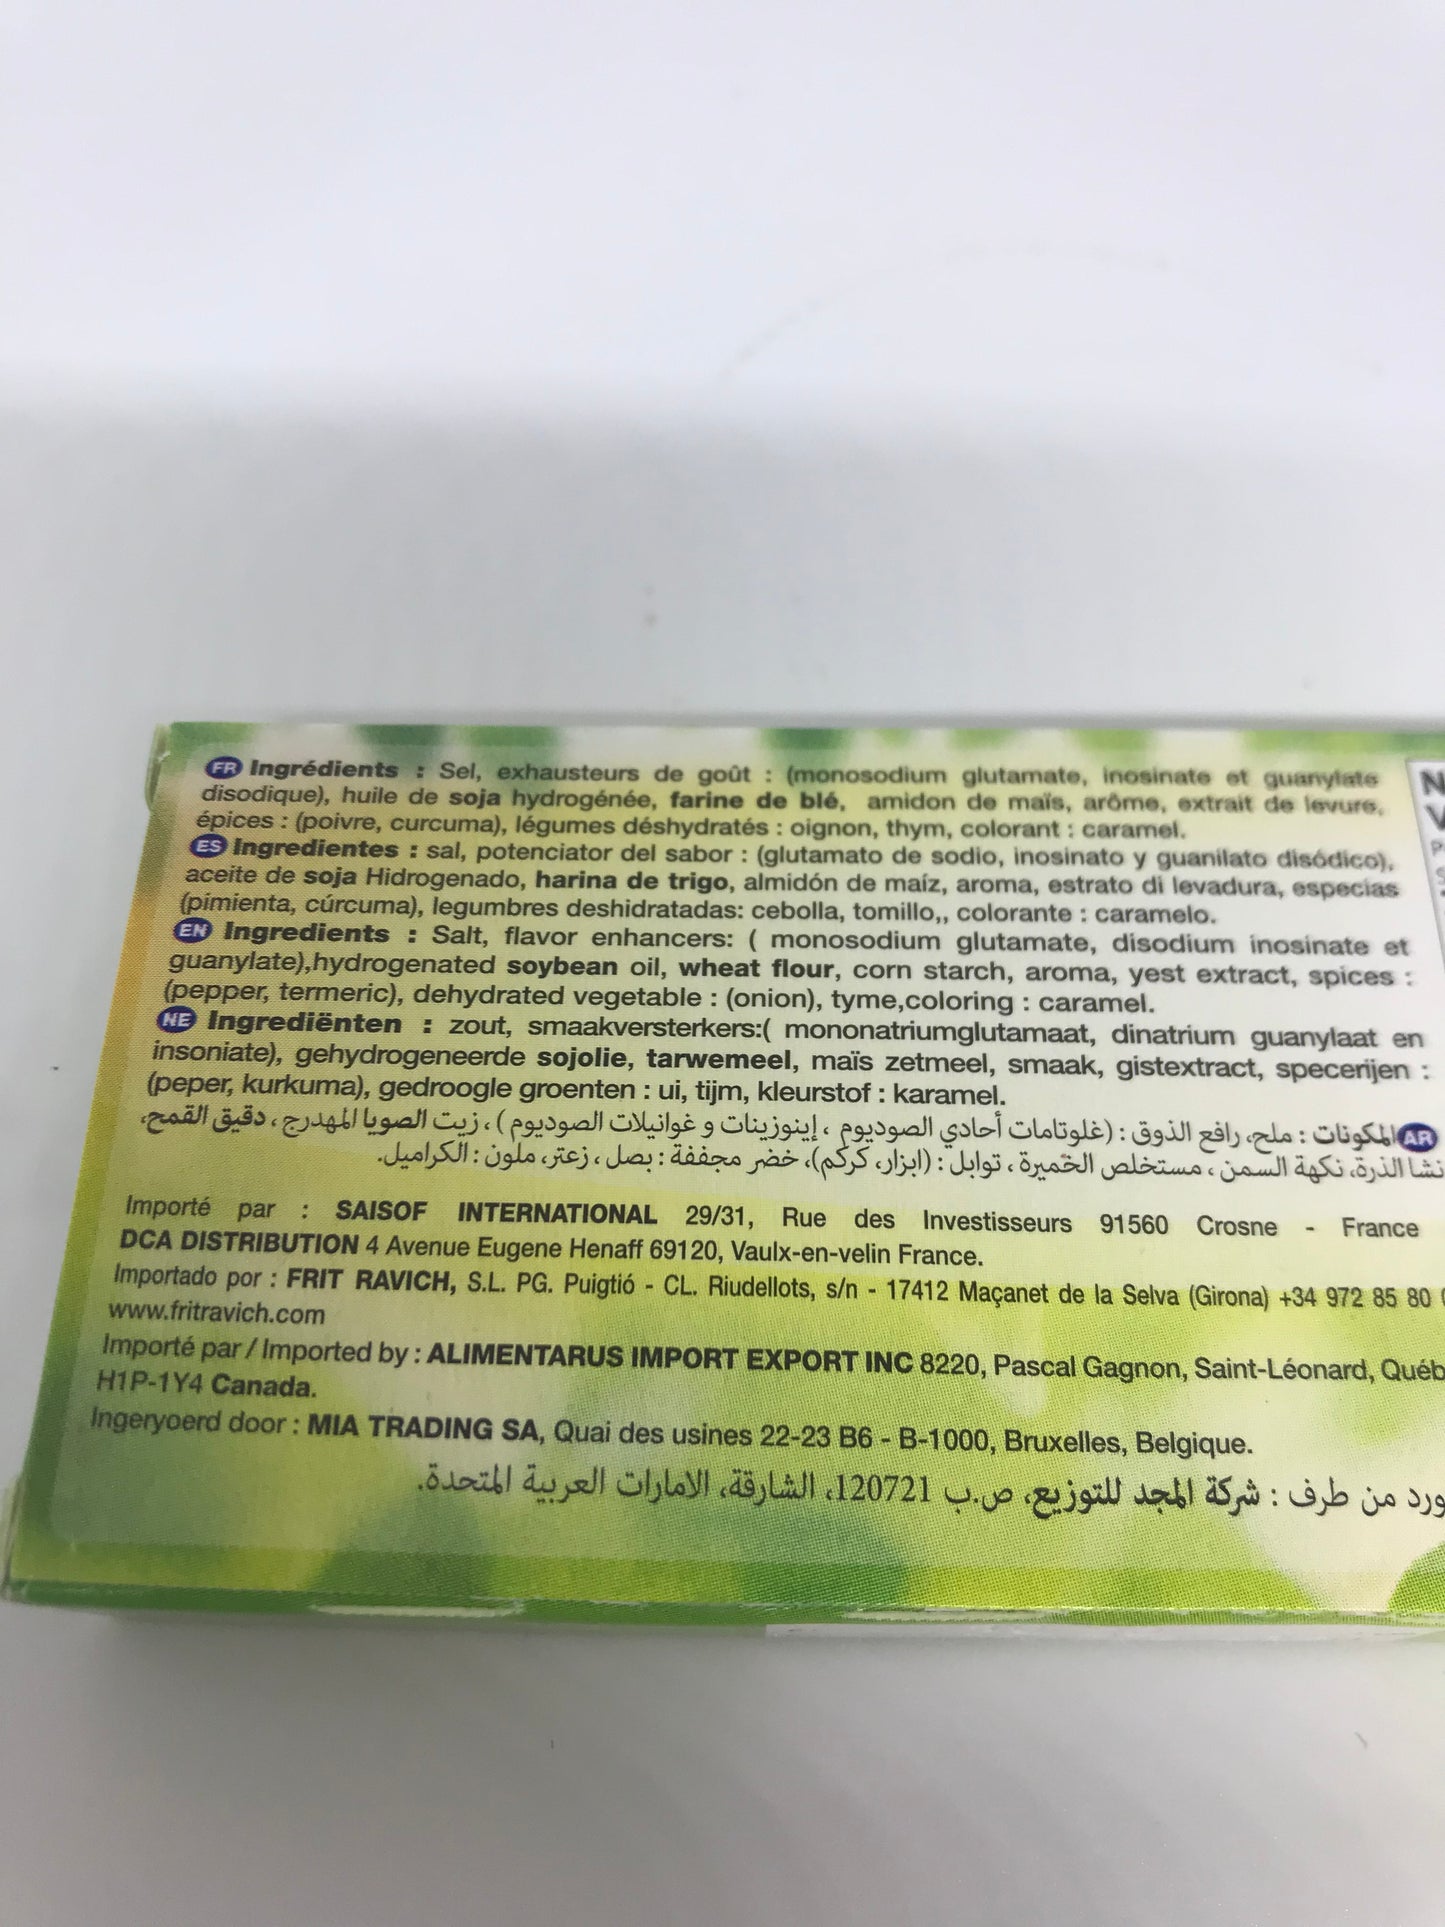 FR Ingrédients : Sel, exhausteurs de goût : (monosodium glutamate, inosinate et guanylate
disodique), huile de soja hydrogénée, farine de blé, amidon de maïs, arôme, extrait de levure,
épices : (poivre, curcuma), légumes déshydratés : oignon, thym, colorant : caramel.
ES Ingredientes : sal, potenciator del sabor : (glutamato de sodio, inosinato y guanilato disódico),
aceite de soja Hidrogenado, harina de trigo, almidón de maíz, aroma, estrato di levadura, especias
(pimienta, cúrcuma), legumbres deshidratadas: cebolla, tomillo,, colorante : caramelo.
EN Ingredients : Salt, flavor enhancers: ( monosodium glutamate, disodium inosinate et
guanylate),hydrogenated soybean oil, wheat flour, corn starch, aroma, yest extract, spices :
(pepper, termeric), dehydrated vegetable : (onion), tyme,coloring : caramel.
NE Ingrediënten : zout, smaakversterkers:( mononatriumglutamaat, dinatrium guanylaat en
insoniate), gehydrogeneerde sojolie, tarwemeel, maïs zetmeel, smaak, gistextract, specerijen :
(peper, kurkuma), gedroogle groenten : ui, tijm, kleurstof : karamel.
AR المكونات : ملح، رافع الذوق : (غلوتامات أحادي الصوديوم ، إينوزينات و غوانيلات الصوديوم ) ، زيت الصويا المهدرج ، دقيق القمح،
نشا الذرة، نكهة السمن ، مستخلص الخميرة ، توابل : (ابزار، كركم)، خضر مجففة : بصل ، زعتر، ملون : الكراميل.
Importé par : SAISOF INTERNATIONAL 29/31, Rue des Investisseurs 91560 Crosne - France
DCA DISTRIBUTION 4 Avenue Eugene Henaff 69120, Vaulx-en-velin France.
Importado por : FRIT RAVICH, S.L. PG. Puigtió - CL. Riudellots, s/n - 17412 Maçanet de la Selva (Girona) +34 972 85 80
www.fritravich.com
Importé par / Imported by : ALIMENTARUS IMPORT EXPORT INC 8220, Pascal Gagnon, Saint-Léonard, Québ
H1P-1Y4 Canada.
Ingeryoerd door : MIA TRADING SA, Quai des usines 22-23 B6 - B-1000, Bruxelles, Belgique.
ورد من طرف : شركة المجد للتوزيع، ص.ب 120721، الشارقة، الامارات العربية المتحدة.